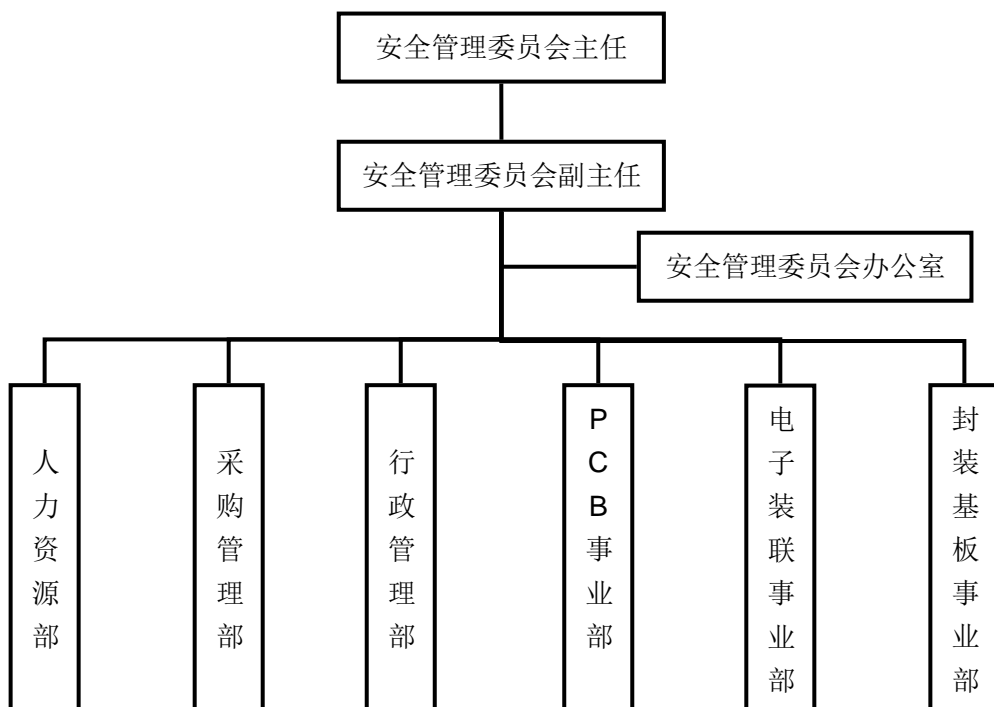 安全管理委员会主任
安全管理委员会副主任
安全管理委员会办公室
人力资源部
采购管理部
行政管理部
PCB事业部
电子装联事业部
封装基板事业部